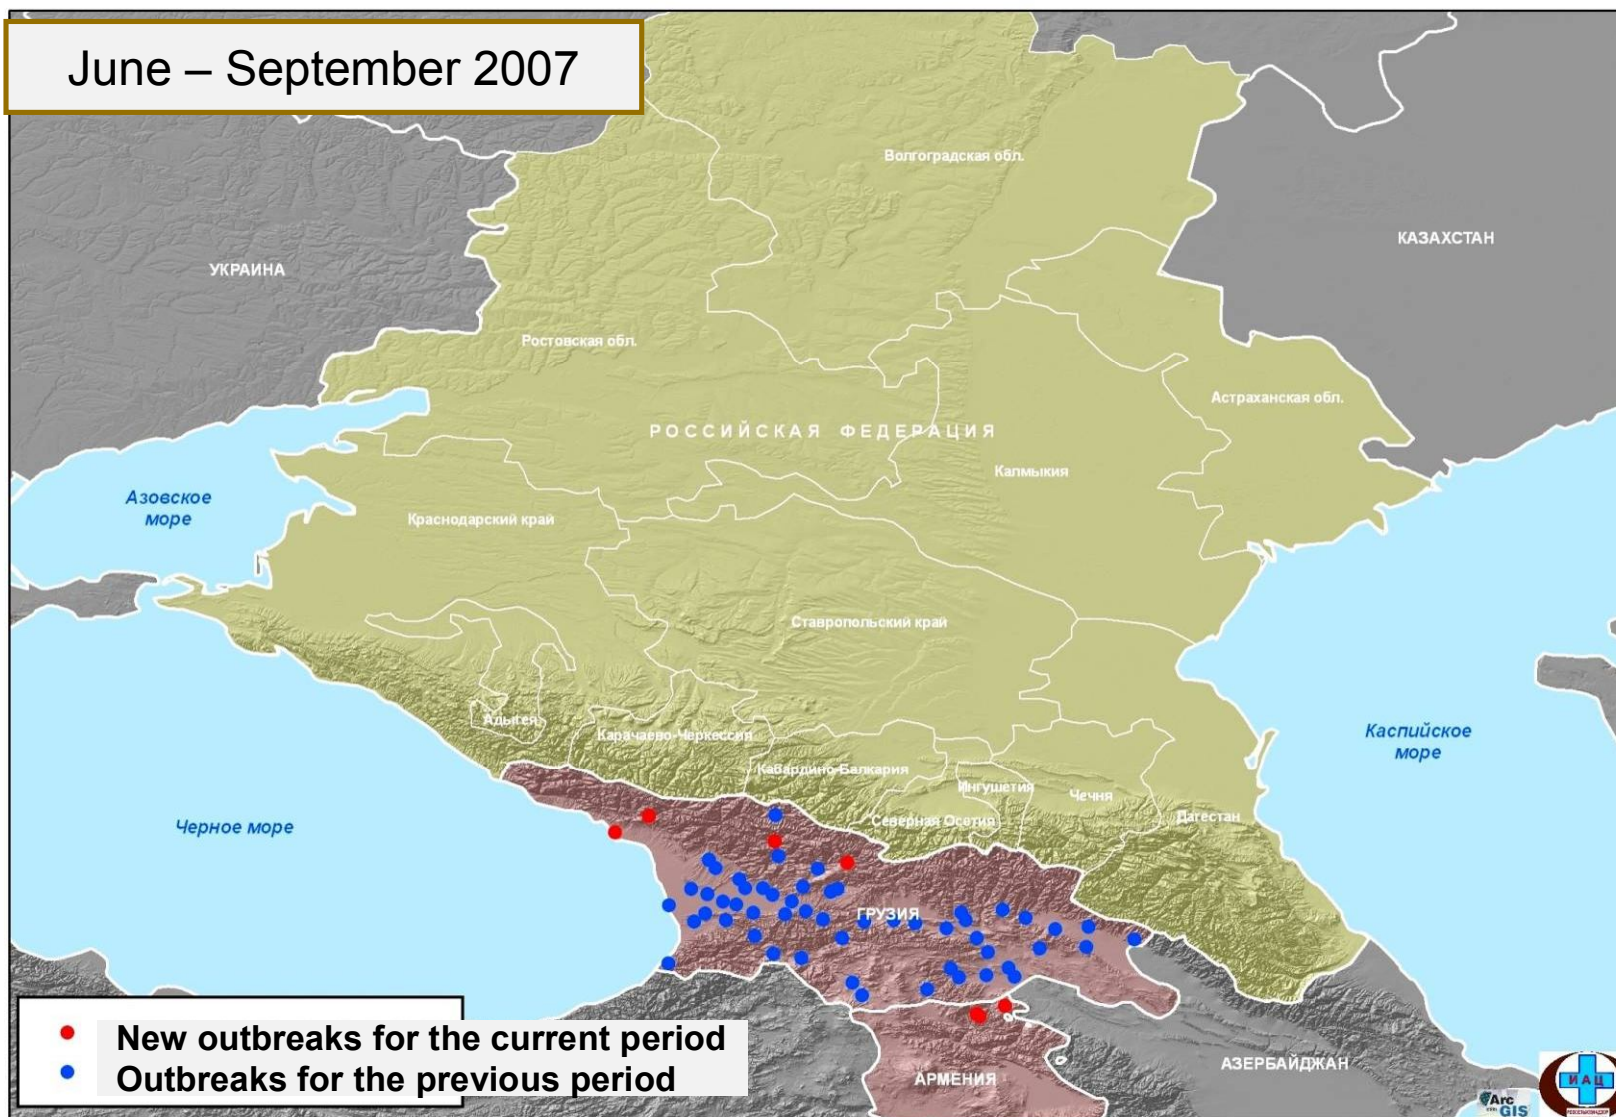 June – September 2007
Волгоградская обл.
КАЗАХСТАН
УКРАИНА
Ростовская обл.
Астраханская обл.
РОССИЙСКАЯ ФЕДЕРАЦИЯ
Калмыкия
Азовское
море
Краснодарский край
Ставропольский край
Адыгея
Карачаево-Черкессия
Каспийское
море
Кабардино-Балкария
Ингушетия
Чечня
Северная Осетия
Дагестан
Черное море
ГРУЗИЯ
New outbreaks for the current period
Outbreaks for the previous period
АРМЕНИЯ
АЗЕРБАЙДЖАН
ИАЦ
Arc
GIS